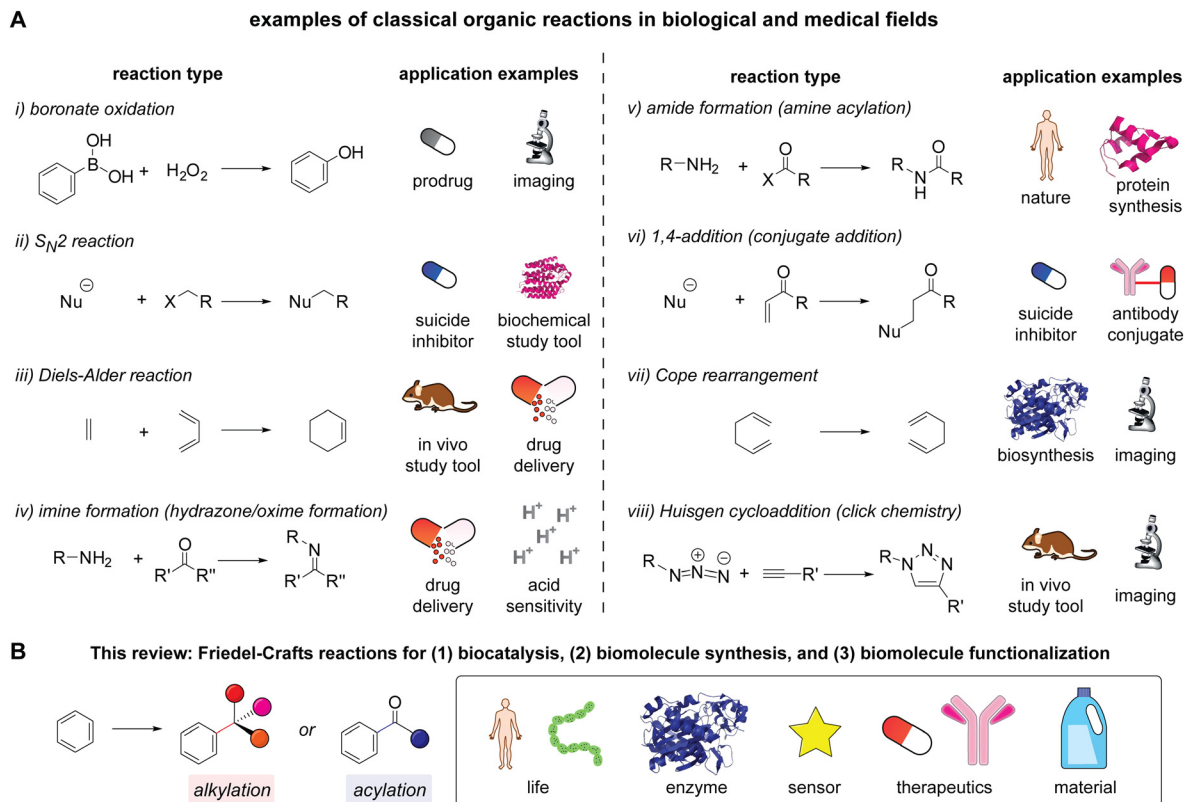 A
examples of classical organic reactions in biological and medical fields
reaction type
application examples
i) boronate oxidation
OH
B
OH
+
H2O2
OH
prodrug
imaging
ii) SN2 reaction
Nu
+
X
R
Nu
R
suicide
inhibitor
biochemical
study tool
iii) Diels-Alder reaction
+
in vivo
study tool
drug
delivery
iv) imine formation (hydrazone/oxime formation)
R–NH2
+
O
R'
R"
R
N
R'
R"
drug
delivery
H+
H+
H+
H+
H+
acid
sensitivity
reaction type
application examples
v) amide formation (amine acylation)
R–NH2
+
O
X
R
R
N
H
O
R
nature
protein
synthesis
vi) 1,4-addition (conjugate addition)
Nu
+
O
R
O
R
Nu
suicide
inhibitor
antibody
conjugate
vii) Cope rearrangement
biosynthesis
imaging
viii) Huisgen cycloaddition (click chemistry)
R
N=N=N
+
R'
R
N
N
N
R'
in vivo
study tool
imaging
B
This review: Friedel-Crafts reactions for (1) biocatalysis, (2) biomolecule synthesis, and (3) biomolecule functionalization
alkylation
or
O
acylation
life
enzyme
sensor
therapeutics
material